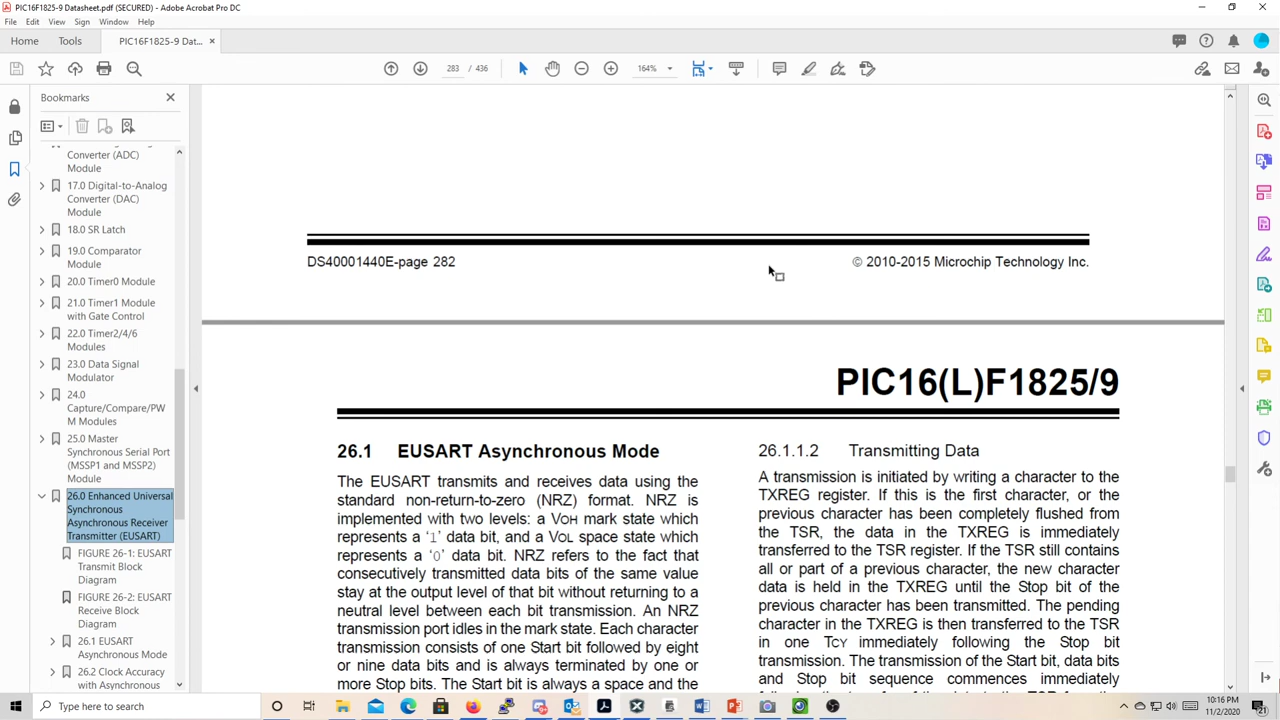 PIC16F1825-9 Datasheet.pdf (SECURED) - Adobe Acrobat Pro DC
File Edit View Sign Window Help
Home Tools PIC16F1825-9 Dat... ×
283 / 436 164%
Bookmarks
Converter (ADC)
Module
17.0 Digital-to-Analog
Converter (DAC)
Module
18.0 SR Latch
19.0 Comparator
Module
20.0 Timer0 Module
21.0 Timer1 Module
with Gate Control
22.0 Timer2/4/6
Modules
23.0 Data Signal
Modulator
24.0
Capture/Compare/PW
M Modules
25.0 Master
Synchronous Serial Port
(MSSP1 and MSSP2)
Module
26.0 Enhanced Universal
Synchronous
Asynchronous Receiver
Transmitter (EUSART)
FIGURE 26-1: EUSART
Transmit Block
Diagram
FIGURE 26-2: EUSART
Receive Block
Diagram
26.1 EUSART
Asynchronous Mode
26.2 Clock Accuracy
with Asynchronous
DS40001440E-page 282
© 2010-2015 Microchip Technology Inc.
PIC16(L)F1825/9
26.1 EUSART Asynchronous Mode
The EUSART transmits and receives data using the
standard non-return-to-zero (NRZ) format. NRZ is
implemented with two levels: a VOH mark state which
represents a ‘1’ data bit, and a VOL space state which
represents a ‘0’ data bit. NRZ refers to the fact that
consecutively transmitted data bits of the same value
stay at the output level of that bit without returning to a
neutral level between each bit transmission. An NRZ
transmission port idles in the mark state. Each character
transmission consists of one Start bit followed by eight
or nine data bits and is always terminated by one or
more Stop bits. The Start bit is always a space and the
26.1.1.2 Transmitting Data
A transmission is initiated by writing a character to the
TXREG register. If this is the first character, or the
previous character has been completely flushed from
the TSR, the data in the TXREG is immediately
transferred to the TSR register. If the TSR still contains
all or part of a previous character, the new character
data is held in the TXREG until the Stop bit of the
previous character has been transmitted. The pending
character in the TXREG is then transferred to the TSR
in one TCY immediately following the Stop bit
transmission. The transmission of the Start bit, data bits
and Stop bit sequence commences immediately
Type here to search
10:16 PM
11/2/2020
21